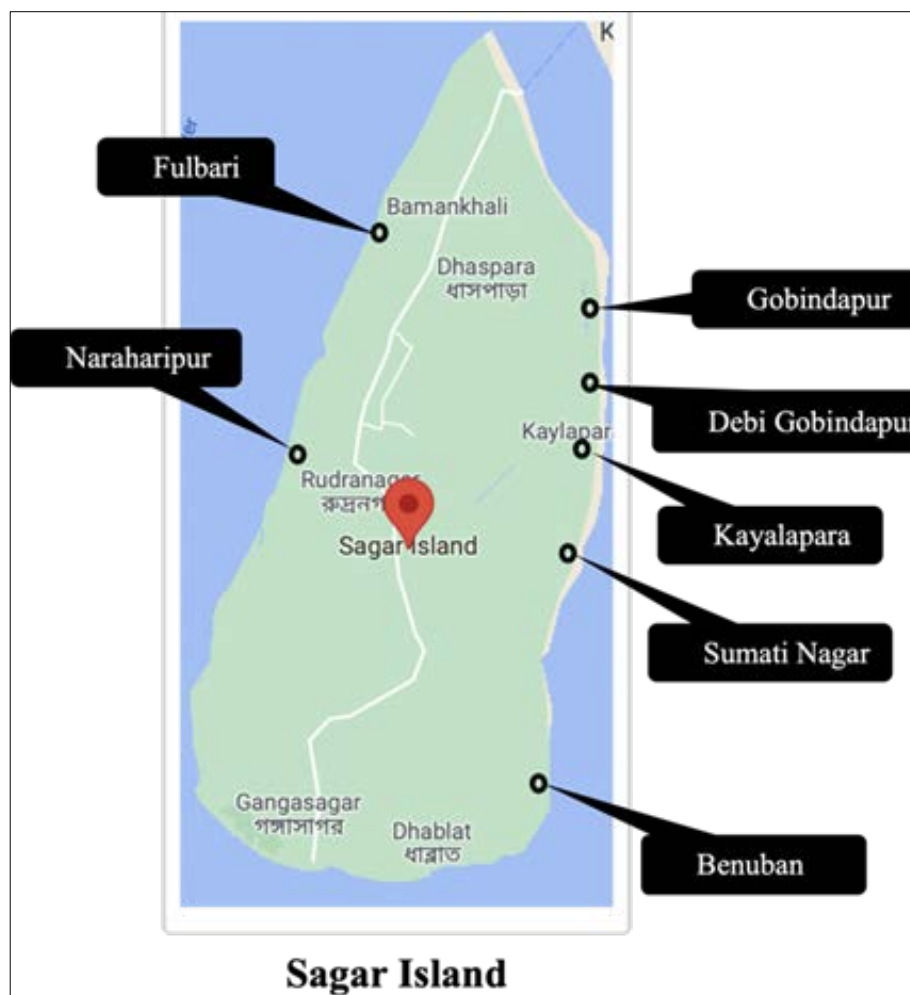 K
Fulbari
Bamankhali
Dhaspara
ধাসপাড়া
Gobindapur
Naraharipur
Debi Gobindapur
Kaylapar
Rudranagar
Kayalapara
Sagar Island
Sumati Nagar
Gangasagar
গঙ্গাসাগর
Dhablat
ধাব্লাত
Benuban
Sagar Island